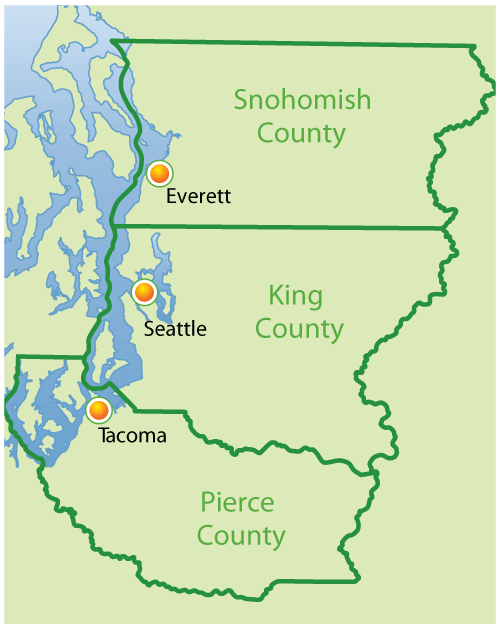 Snohomish
County
Everett
King
County
Seattle
Tacoma
Pierce
County